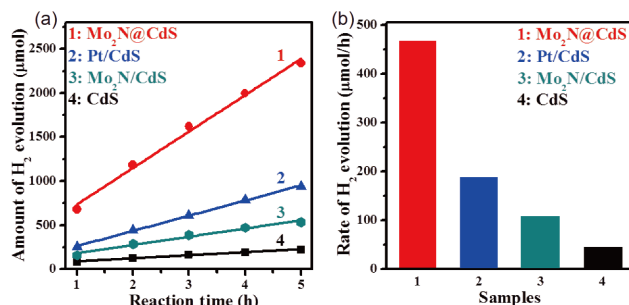 (a)
1: Mo₂N@CdS
2: Pt/CdS
3: Mo₂N/CdS
4: CdS
1
2
3
4
2500
2000
1500
1000
500
0
Amount of H₂ evolution (μmol)
1 2 3 4 5
Reaction time (h)
(b)
1: Mo₂N@CdS
2: Pt/CdS
3: Mo₂N/CdS
4: CdS
500
400
300
200
100
0
Rate of H₂ evolution (μmol/h)
1 2 3 4
Samples